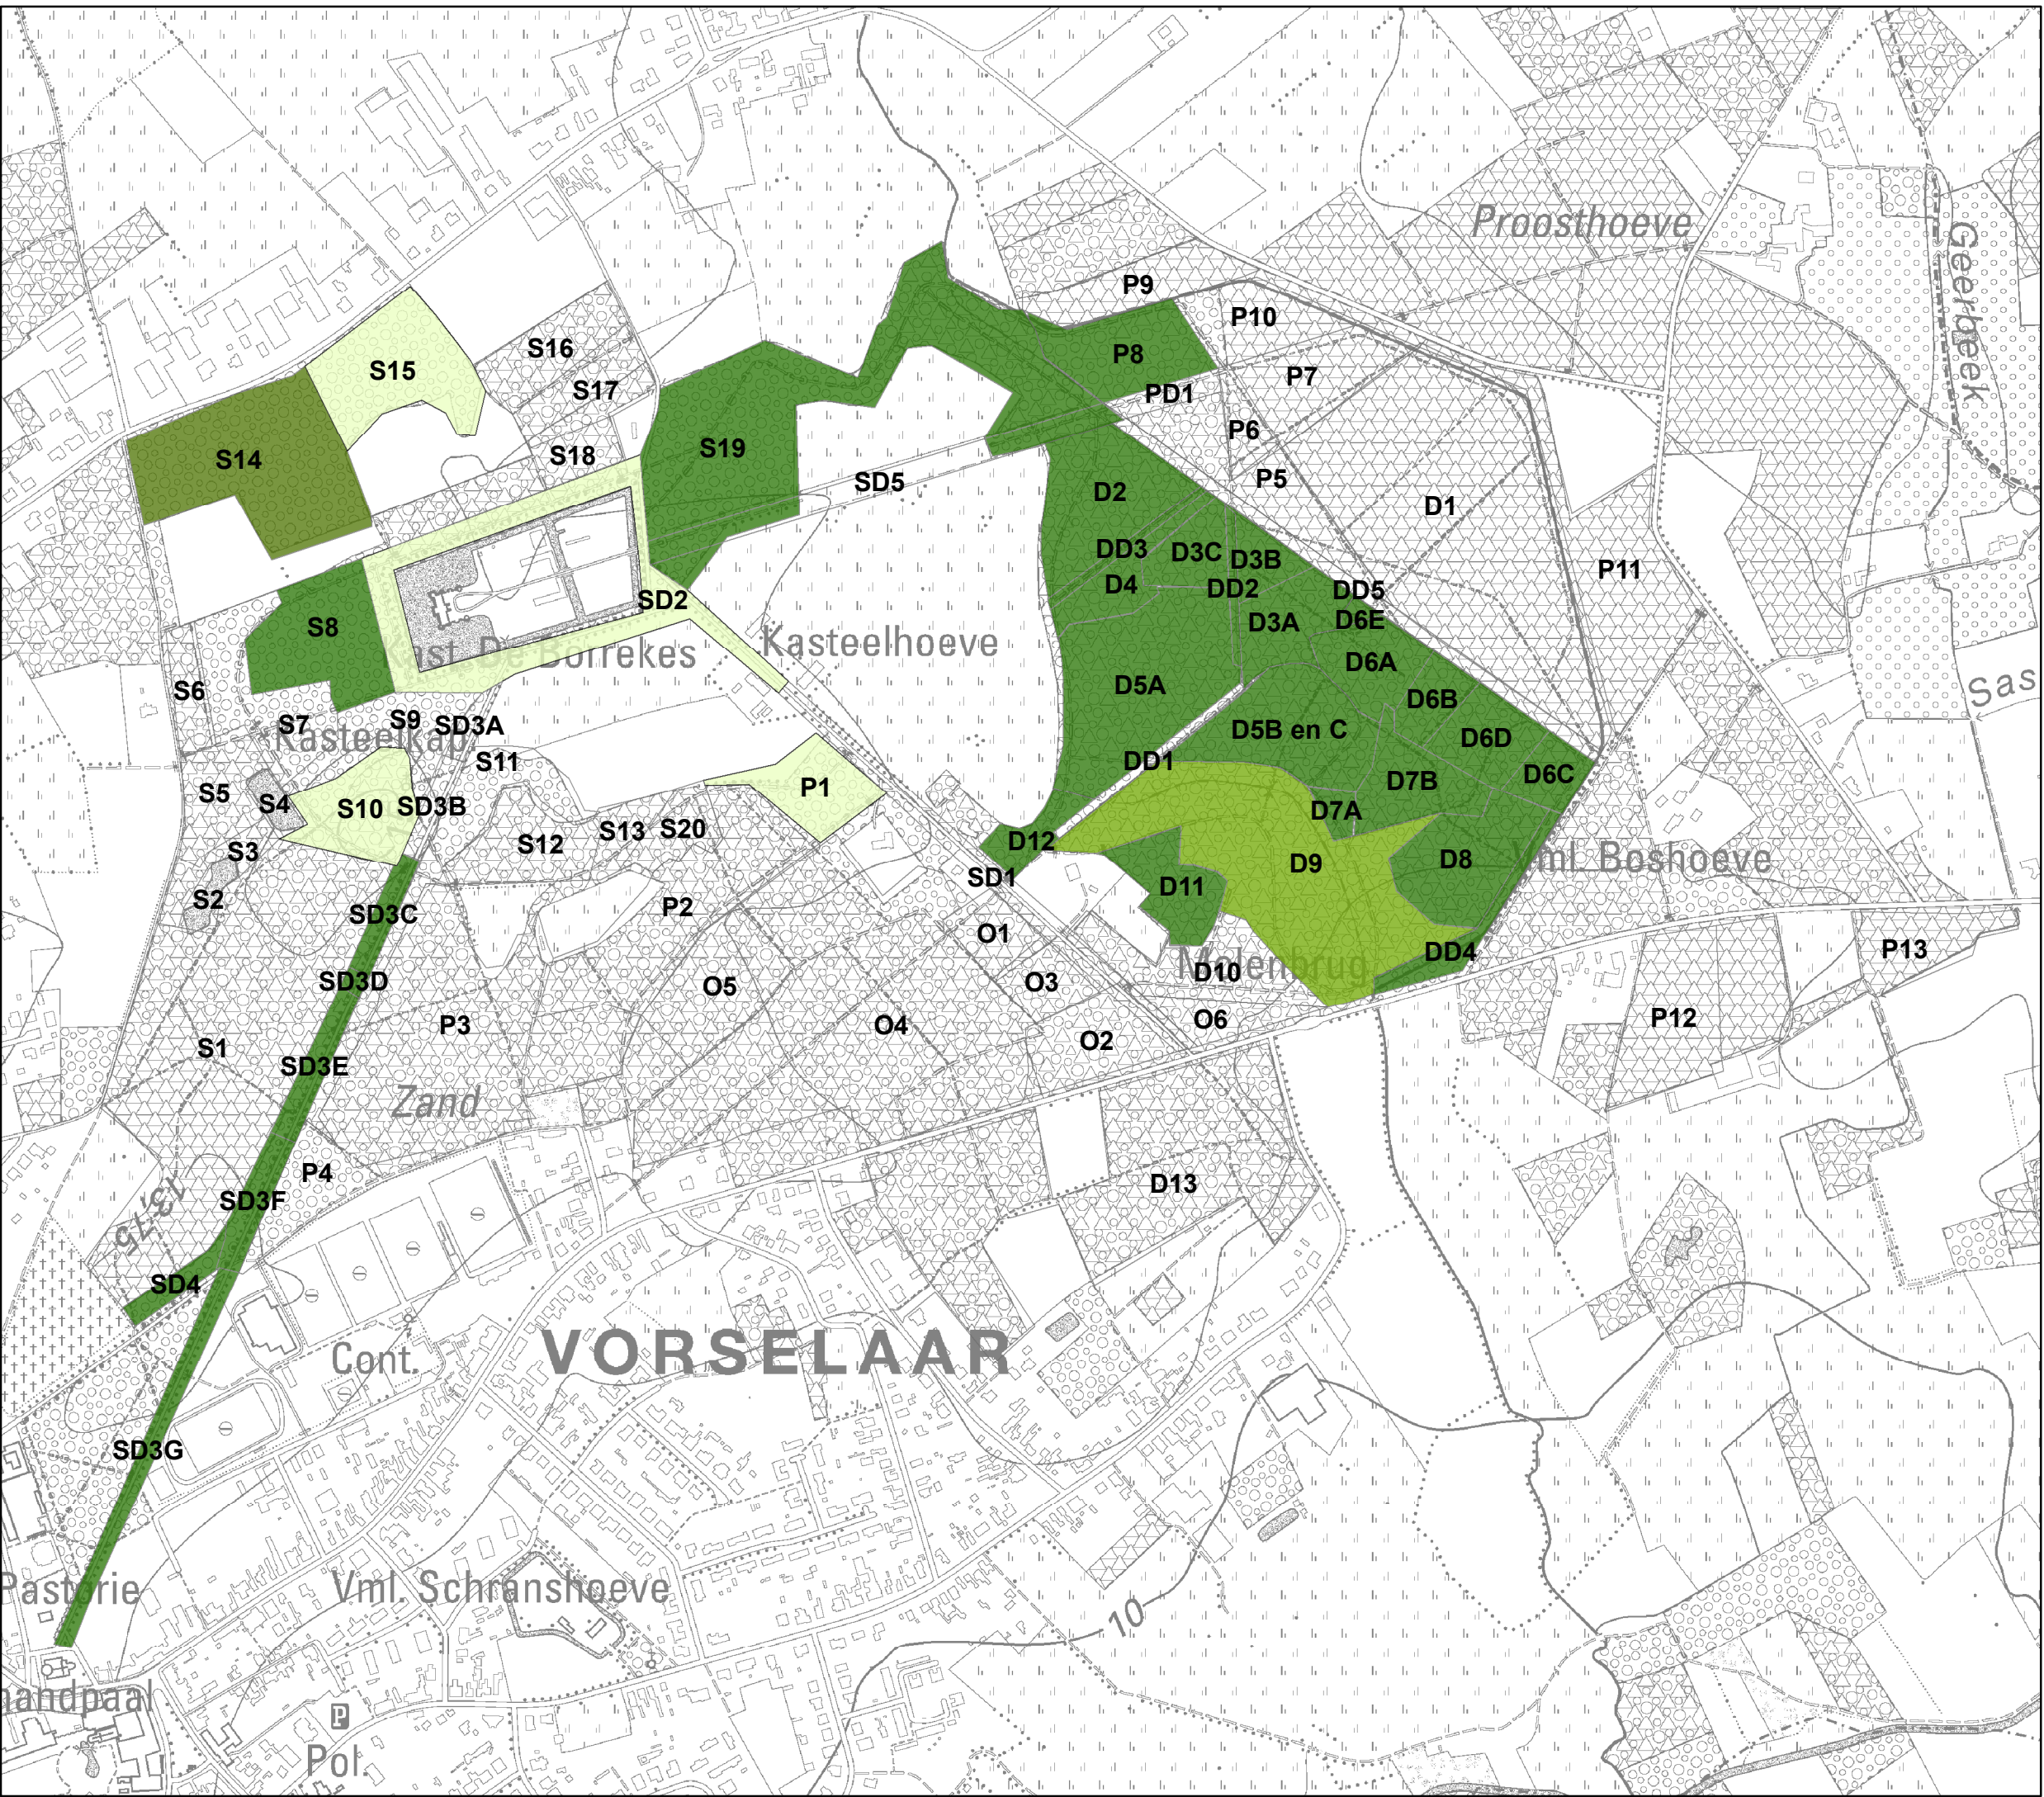 Proosthoeve
Geerbeek
P9
P10
P8
S15
S16
P7
S17
PD1
P6
S14
S18
S19
P5
SD5
D2
D1
DD3
D3C
D3B
P11
D4
DD2
DD5
SD2
D3A
D6E
S8
Kast. De Borrekes
Kasteelhoeve
D6A
S6
D5A
D6B
Sas
S7
S9
SD3A
Kasteelkap.
D5B en C
D6D
S11
DD1
D6C
S5
S4
S10
SD3B
P1
D7B
D7A
S12
S13
S20
D12
S3
D9
D8
Vml. Boshoeve
SD1
D11
S2
SD3C
P2
O1
DD4
P13
Molenbrug
D10
SD3D
O5
O3
P3
O4
O6
P12
S1
O2
SD3E
Zand
P4
D13
SD3F
13,75
SD4
VORSELAAR
Cont.
SD3G
Pastorie
Vml. Schranshoeve
10
handpaal
P
Pol.